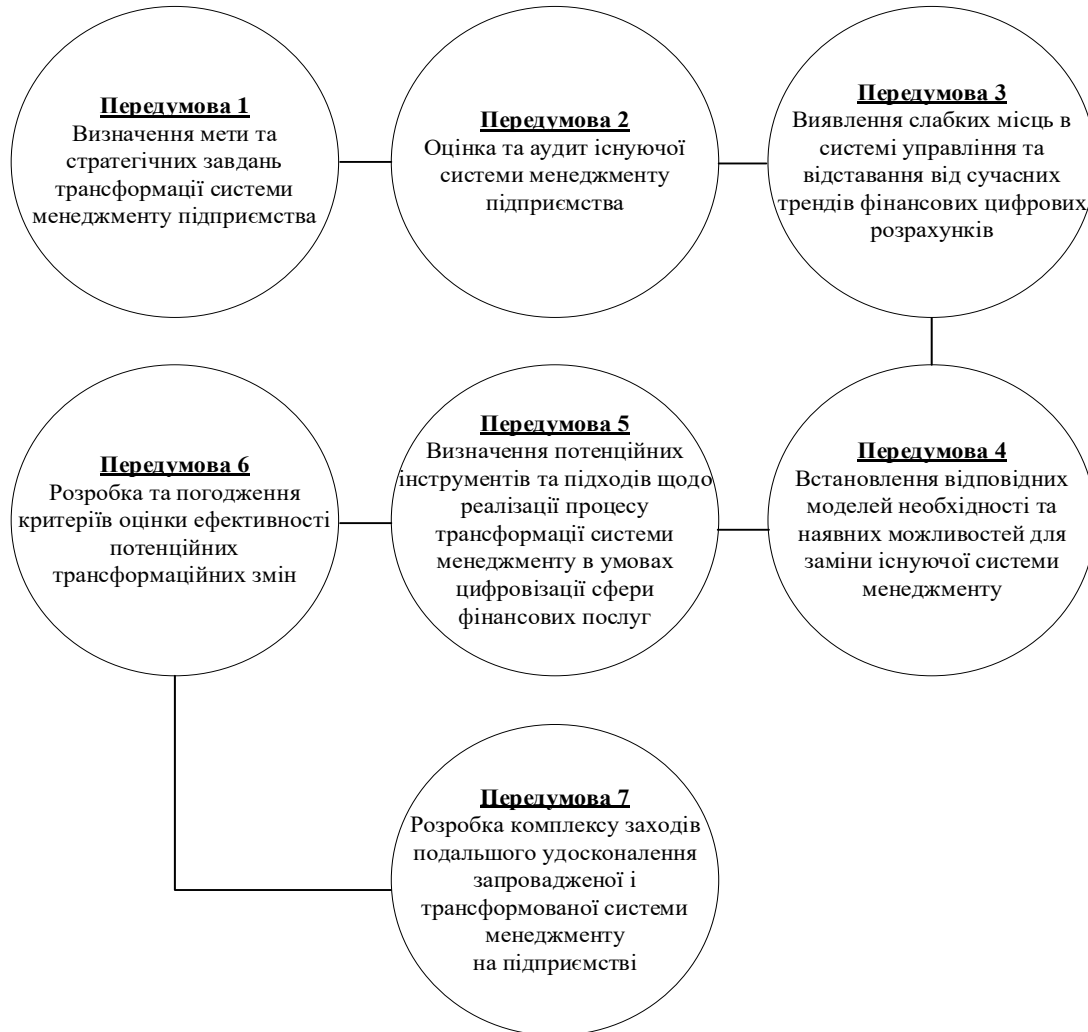 Передумова 1
Визначення мети та
стратегічних завдань
трансформації системи
менеджменту підприємства
Передумова 2
Оцінка та аудит існуючої
системи менеджменту
підприємства
Передумова 3
Виявлення слабких місць в
системі управління та
відставання від сучасних
трендів фінансових цифрових
розрахунків
Передумова 6
Розробка та погодження
критеріїв оцінки ефективності
потенційних
трансформаційних змін
Передумова 5
Визначення потенційних
інструментів та підходів щодо
реалізації процесу
трансформації системи
менеджменту в умовах
цифровізації сфери
фінансових послуг
Передумова 4
Встановлення відповідних
моделей необхідності та
наявних можливостей для
заміни існуючої системи
менеджменту
Передумова 7
Розробка комплексу заходів
подальшого удосконалення
запровадженої і
трансформованої системи
менеджменту
на підприємстві